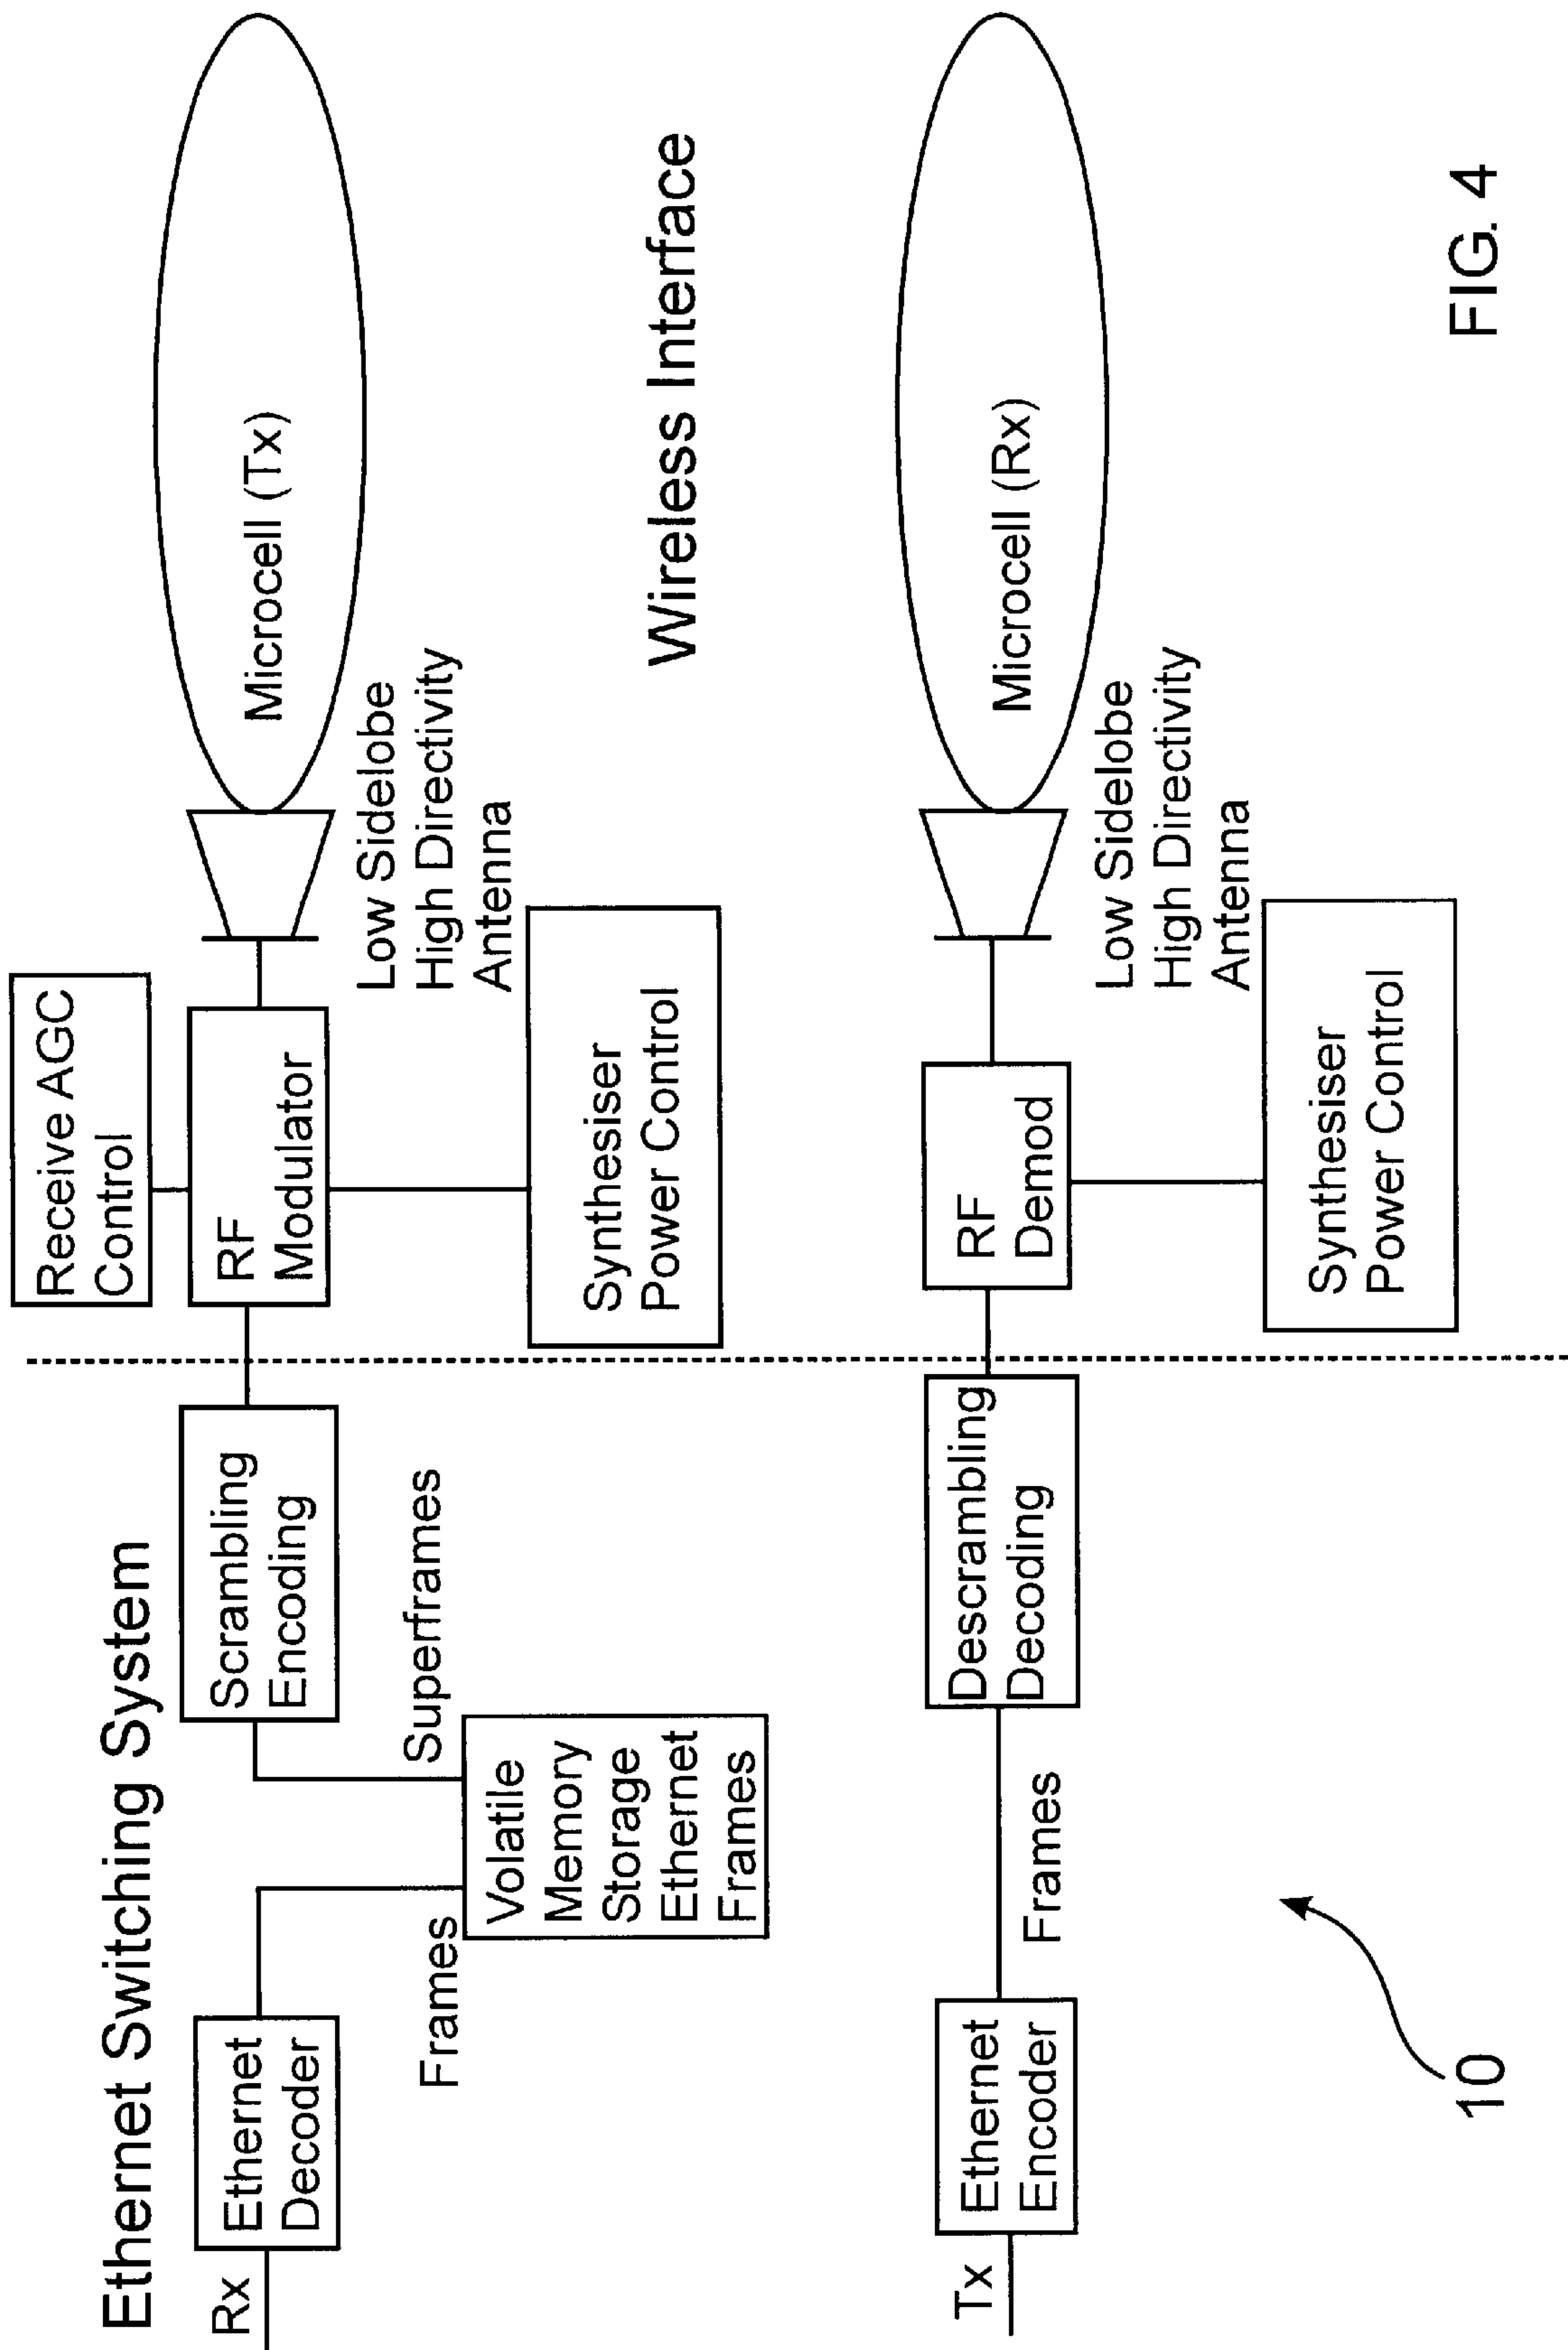 Ethernet Switching System
Rx
Ethernet
Decoder
Frames
Volatile
Memory
Storage
Ethernet
Frames
Superframes
Scrambling
Encoding
Receive AGC
Control
RF
Modulator
Synthesiser
Power Control
Low Sidelobe
High Directivity
Antenna
Microcell (Tx)
Wireless Interface
Tx
Ethernet
Encoder
Frames
Descrambling
Decoding
RF
Demod
Synthesiser
Power Control
Low Sidelobe
High Directivity
Antenna
Microcell (Rx)
10
FIG. 4